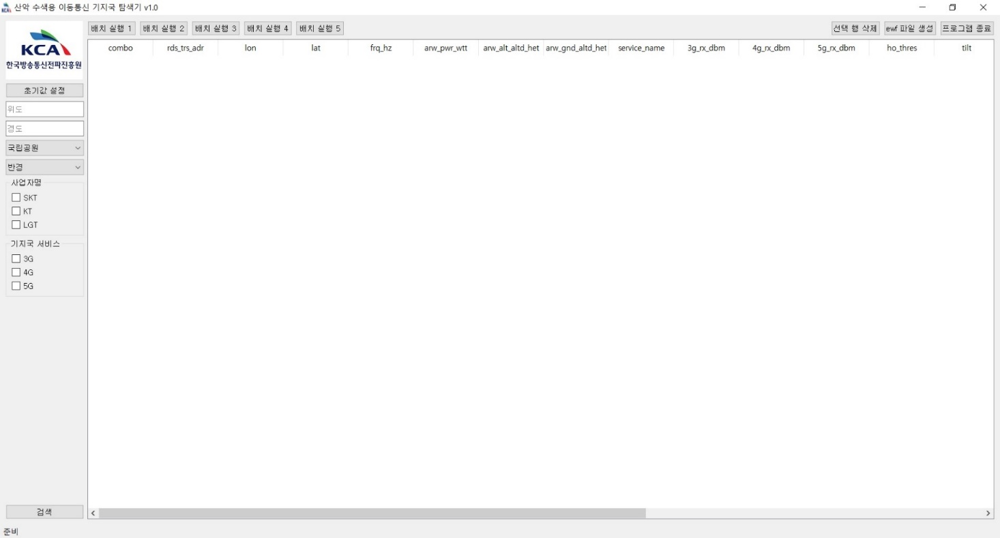 산악 수색용 이동통신 기지국 탐색기 v1.0
KCA
한국방송통신전파진흥원
배치 실행 1 배치 실행 2 배치 실행 3 배치 실행 4 배치 실행 5 선택 행 삭제 ewf 파일 생성 프로그램 종료
combo rds_trs_adr lon lat frq_hz arw_pwr_wtt arw_alt_altd_het arw_gnd_altd_het service_name 3g_rx_dbm 4g_rx_dbm 5g_rx_dbm ho_thres tilt
초기값 설정
위도
경도
국립공원
반경
사업자명
SKT
KT
LGT
기지국 서비스
3G
4G
5G
검색
준비